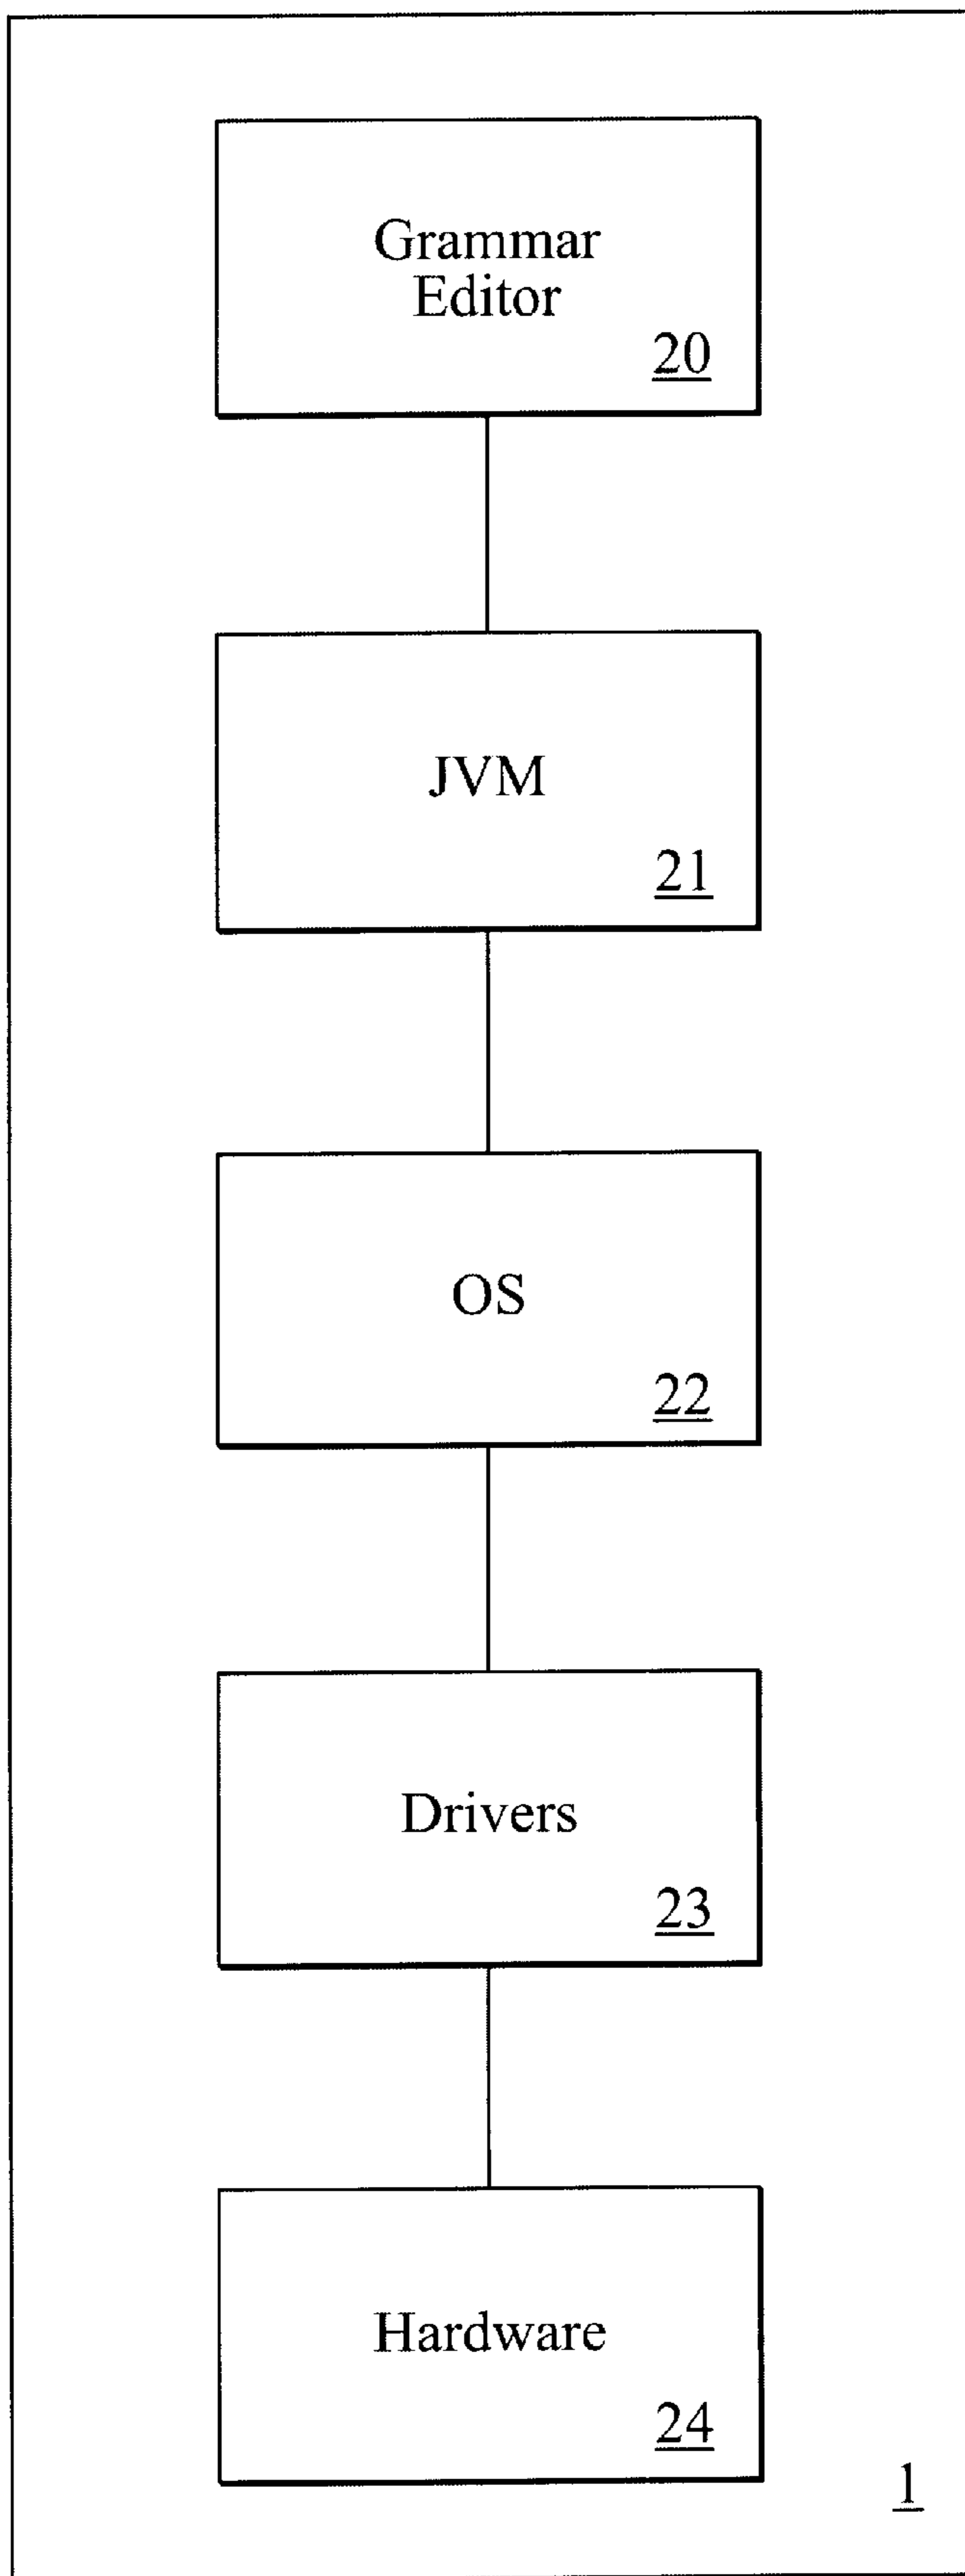 Grammar
Editor
20
JVM
21
OS
22
Drivers
23
Hardware
24
1